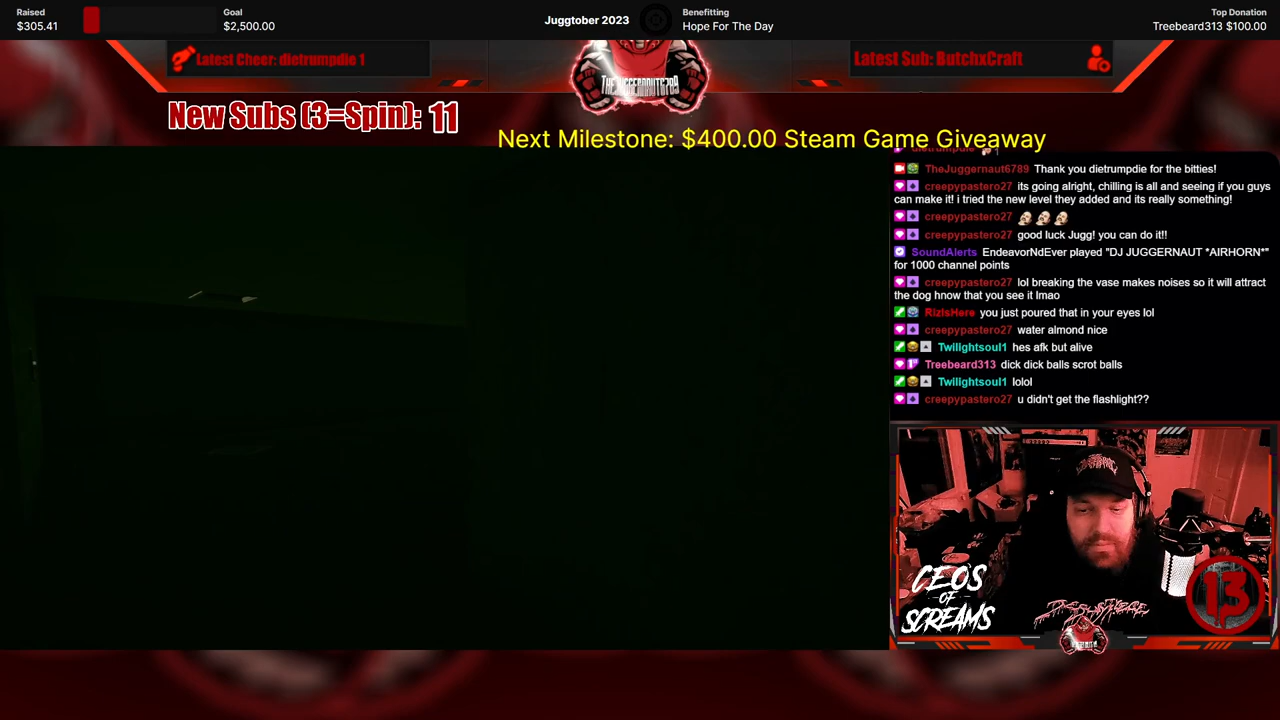 Raised
$305.41
Goal
$2,500.00
Juggtober 2023
Benefitting
Hope For The Day
Top Donation
Treebeard313 $100.00
Latest Cheer: dietrumpdie 1
THEJUGGERNAUT6789
Latest Sub: ButchxCraft
New Subs (3=Spin): 11
Next Milestone: $400.00 Steam Game Giveaway
dietrumpdie 1
TheJuggernaut6789 Thank you dietrumpdie for the bitties!
creepypastero27 its going alright, chilling is all and seeing if you guys
can make it! i tried the new level they added and its really something!
creepypastero27
creepypastero27 good luck Jugg! you can do it!!
SoundAlerts EndeavorNdEver played "DJ JUGGERNAUT *AIRHORN*"
for 1000 channel points
creepypastero27 lol breaking the vase makes noises so it will attract
the dog hnow that you see it lmao
RizIsHere you just poured that in your eyes lol
creepypastero27 water almond nice
Twilightsoul1 hes afk but alive
Treebeard313 dick dick balls scrot balls
Twilightsoul1 lolol
creepypastero27 u didn't get the flashlight??
CEOS
OF
SCREAMS
13